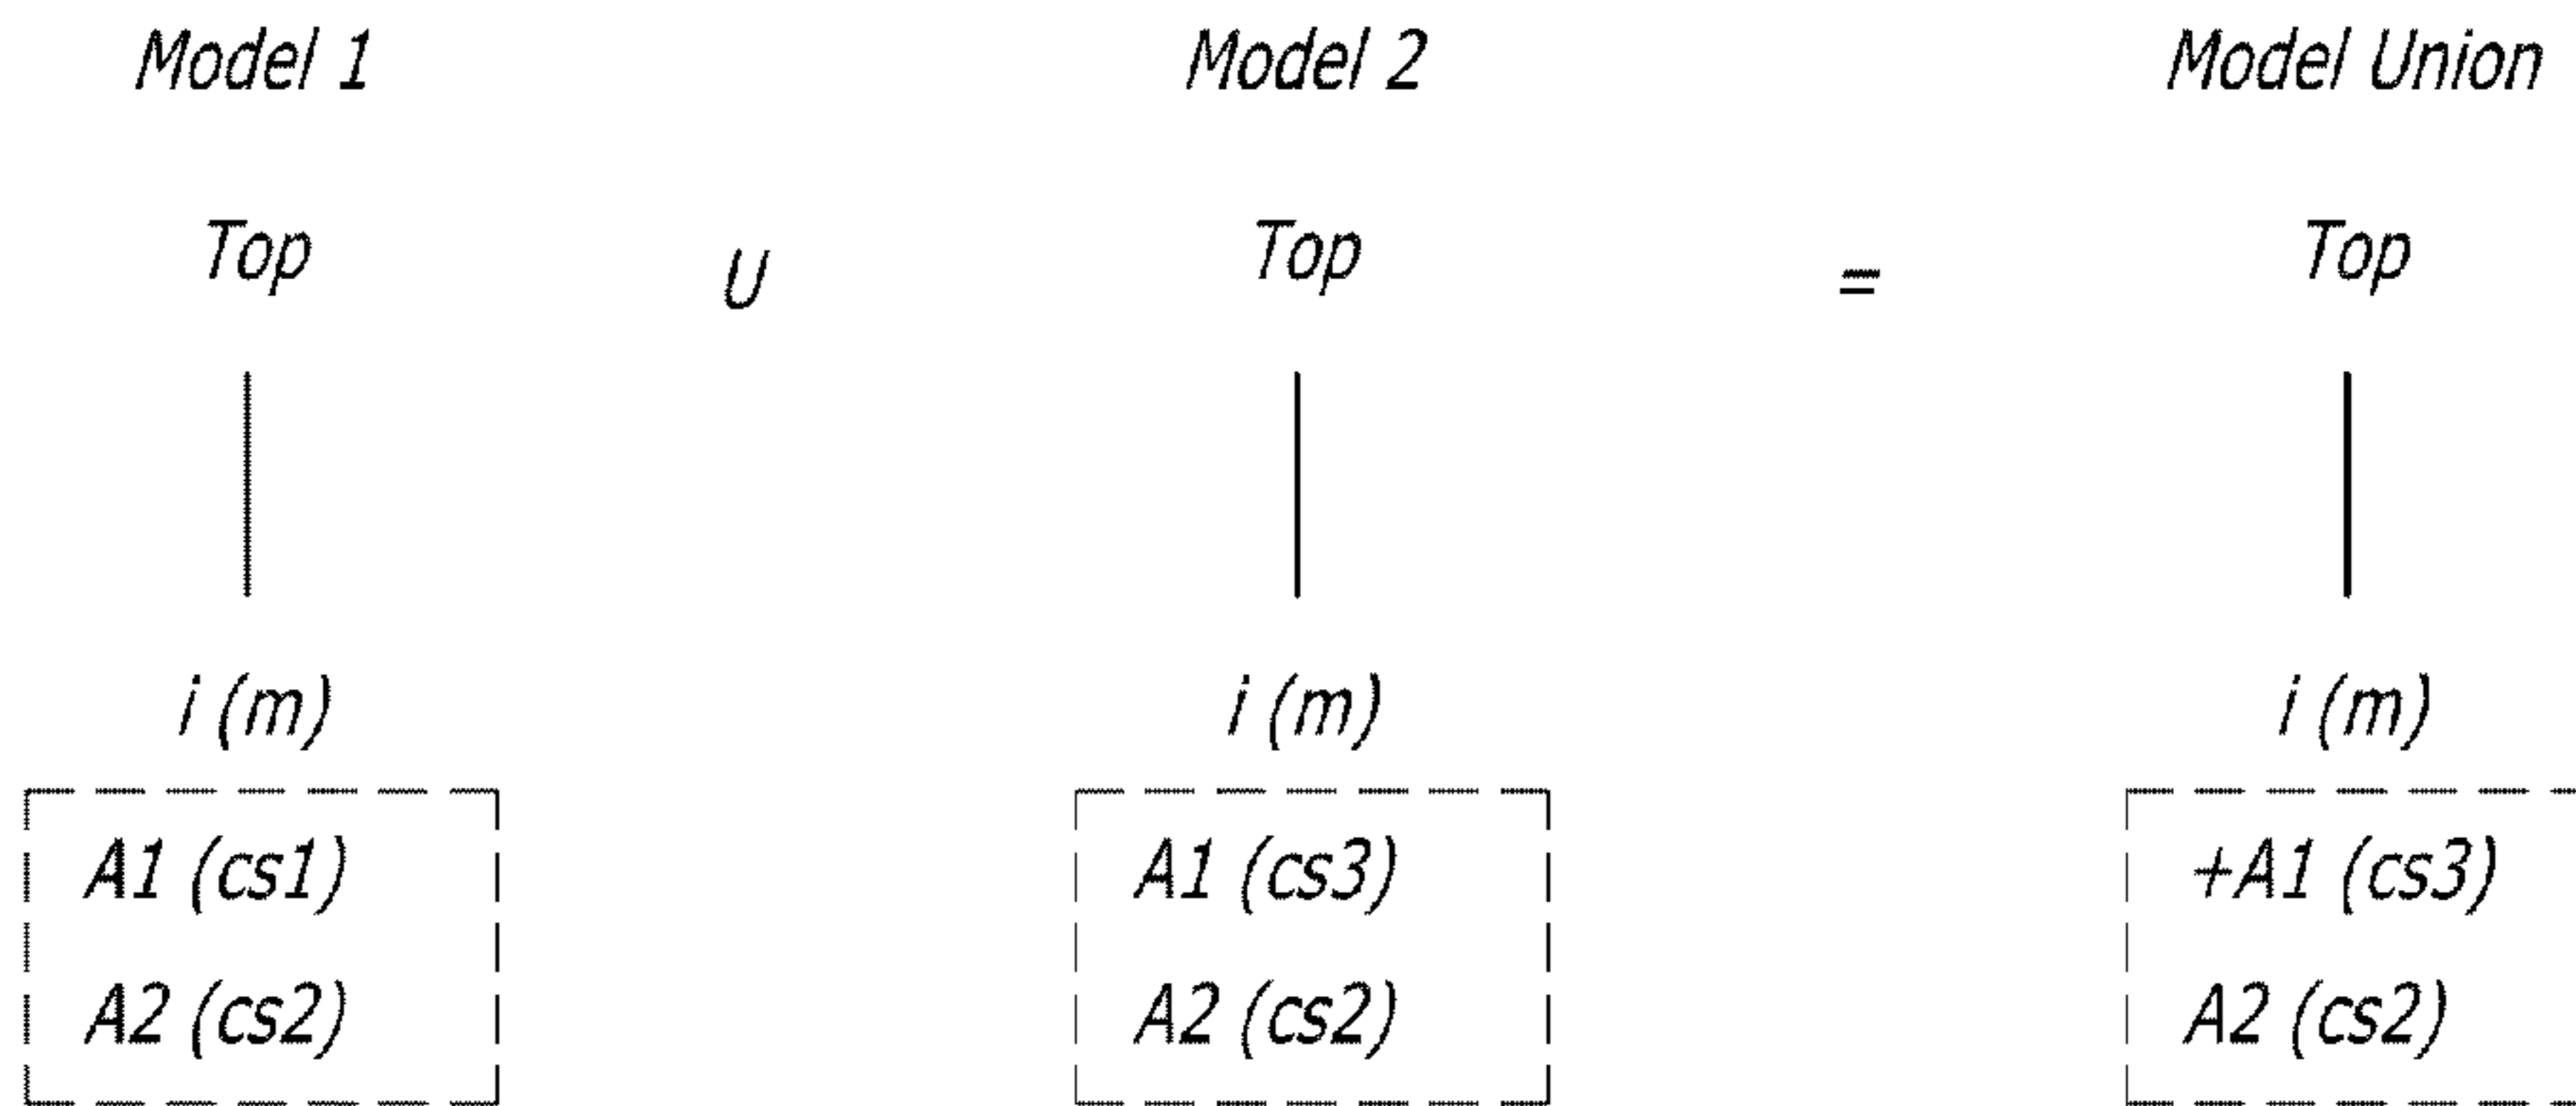 Model 1 Model 2 Model Union
Top U Top = Top
i (m) i (m) i (m)
A1 (cs1) A1 (cs3) +A1 (cs3)
A2 (cs2) A2 (cs2) A2 (cs2)